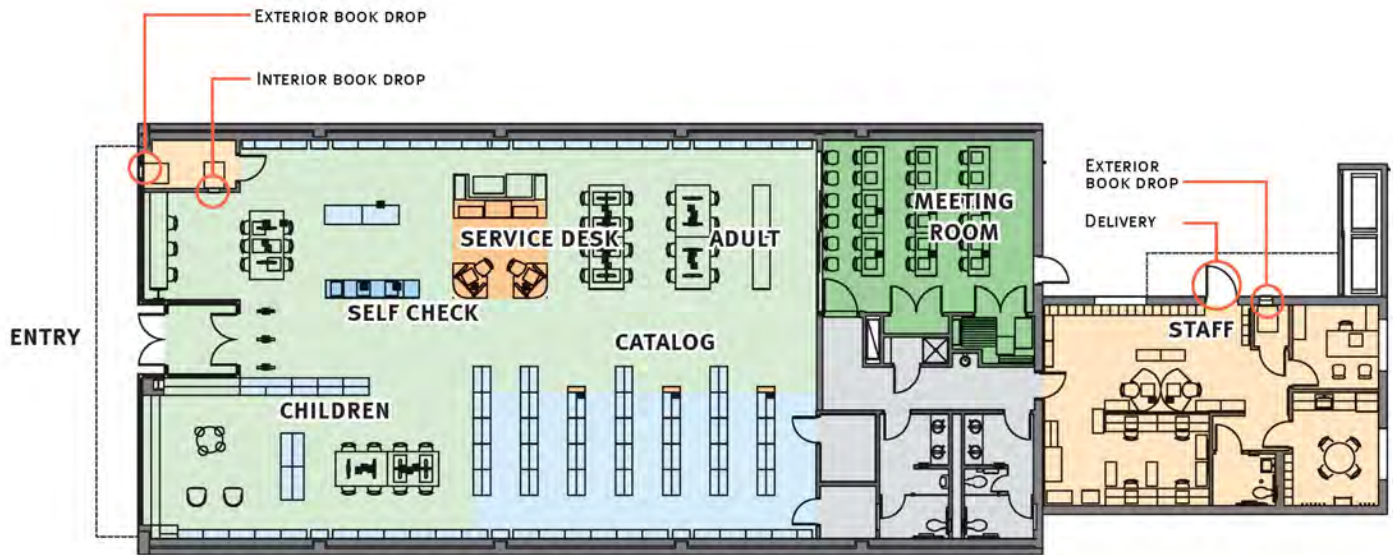 EXTERIOR BOOK DROP
INTERIOR BOOK DROP
EXTERIOR
BOOK DROP
DELIVERY
MEETING
ROOM
SERVICE DESK
ADULT
SELF CHECK
STAFF
ENTRY
CATALOG
CHILDREN